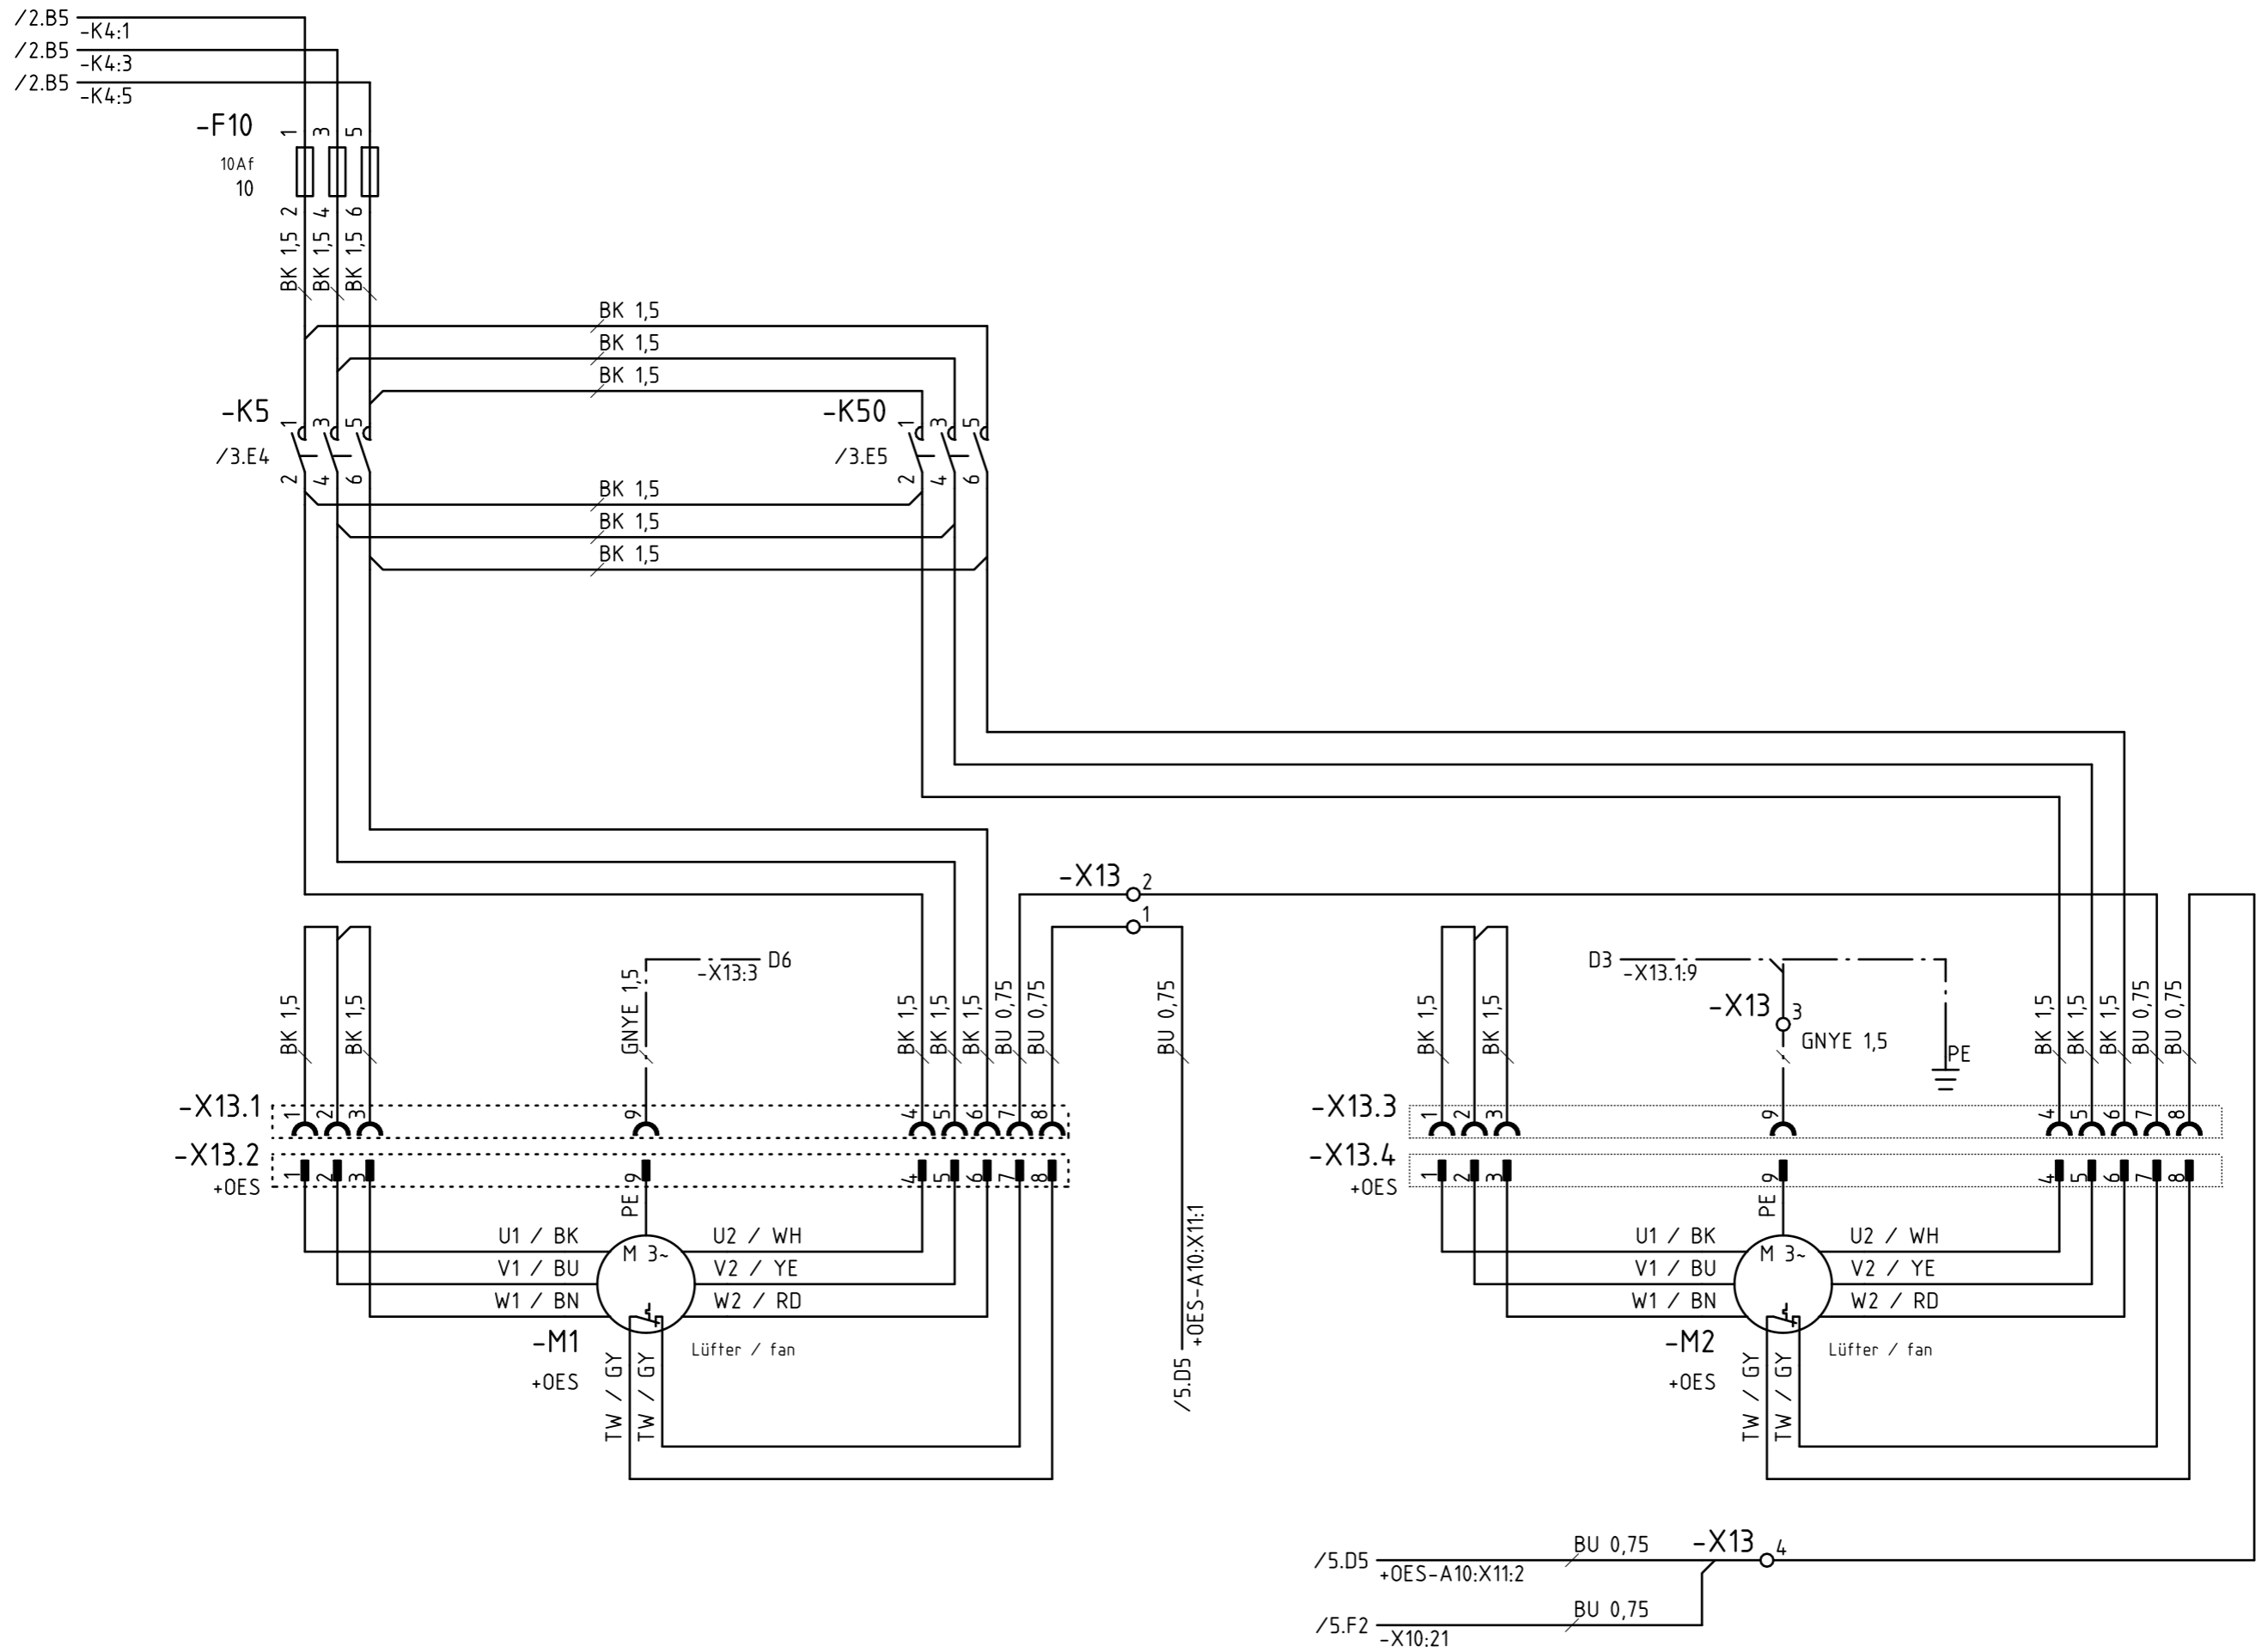 /2.B5
-K4:1
/2.B5
-K4:3
/2.B5
-K4:5
-F10
1 3 5
10Af
10
2 4 6
BK 1,5 BK 1,5 BK 1,5
BK 1,5
BK 1,5
BK 1,5
-K5
1 3 5
-K50
1 3 5
/3.E4
/3.E5
2 4 6
2 4 6
BK 1,5
BK 1,5
BK 1,5
-X13
2
1
D6
-X13:3
D3
-X13.1:9
-X13
3
GNYE 1,5
PE
BK 1,5 BK 1,5 GNYE 1,5 BK 1,5 BK 1,5 BK 1,5 BU 0,75 BU 0,75 BU 0,75
BK 1,5 BK 1,5 BK 1,5 BK 1,5 BK 1,5 BU 0,75 BU 0,75
-X13.1
1 2 3 9 4 5 6 7 8
-X13.3
1 2 3 9 4 5 6 7 8
-X13.2
+OES
1 2 3 9 4 5 6 7 8
-X13.4
+OES
1 2 3 9 4 5 6 7 8
PE
U1 / BK U2 / WH
M 3~
V1 / BU V2 / YE
W1 / BN W2 / RD
-M1
Lüfter / fan
+OES
TW / GY
TW / GY
/5.D5
+OES-A10:X11:1
PE
U1 / BK U2 / WH
M 3~
V1 / BU V2 / YE
W1 / BN W2 / RD
-M2
Lüfter / fan
+OES
TW / GY
TW / GY
/5.D5
BU 0,75
-X13
4
+OES-A10:X11:2
/5.F2
BU 0,75
-X10:21